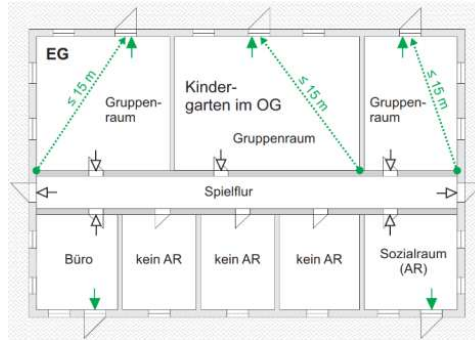 EG
≤ 15 m
Gruppen-
raum
Kinder-
garten im OG
Gruppenraum
≤ 15 m
Gruppen-
raum
≤ 15 m
Spielflur
Büro
kein AR
kein AR
kein AR
Sozialraum
(AR)